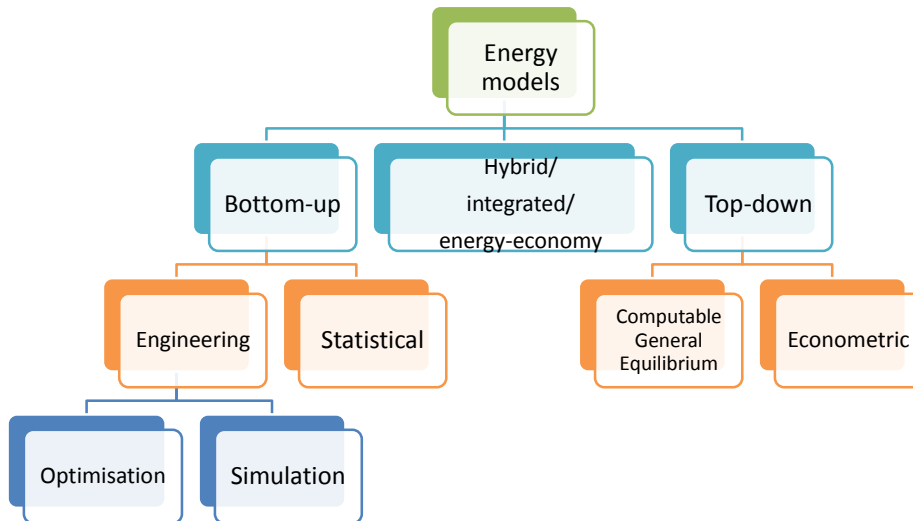 Energy
models
Bottom-up
Hybrid/
integrated/
energy-economy
Top-down
Engineering
Statistical
Computable
General
Equilibrium
Econometric
Optimisation
Simulation